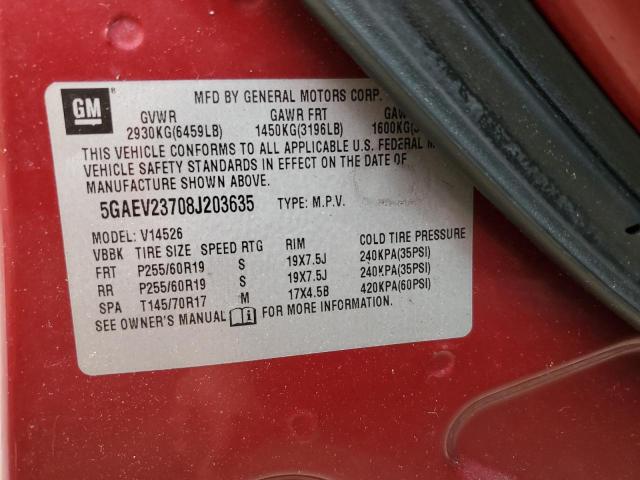 GM ®
MFD BY GENERAL MOTORS CORP.
GVWR GAWR FRT
2930KG(6459LB) 1450KG(3196LB) 1600KG(
THIS VEHICLE CONFORMS TO ALL APPLICABLE U.S. FEDERAL
VEHICLE SAFETY STANDARDS IN EFFECT ON THE DATE OF
MANUFACTURE SHOWN ABOVE.
5GAEV23708J203635 TYPE: M.P.V.
MODEL: V14526
VBBK TIRE SIZE SPEED RTG RIM COLD TIRE PRESSURE
FRT P255/60R19 S 19X7.5J 240KPA(35PSI)
RR P255/60R19 S 19X7.5J 240KPA(35PSI)
SPA T145/70R17 M 17X4.5B 420KPA(60PSI)
SEE OWNER'S MANUAL FOR MORE INFORMATION.